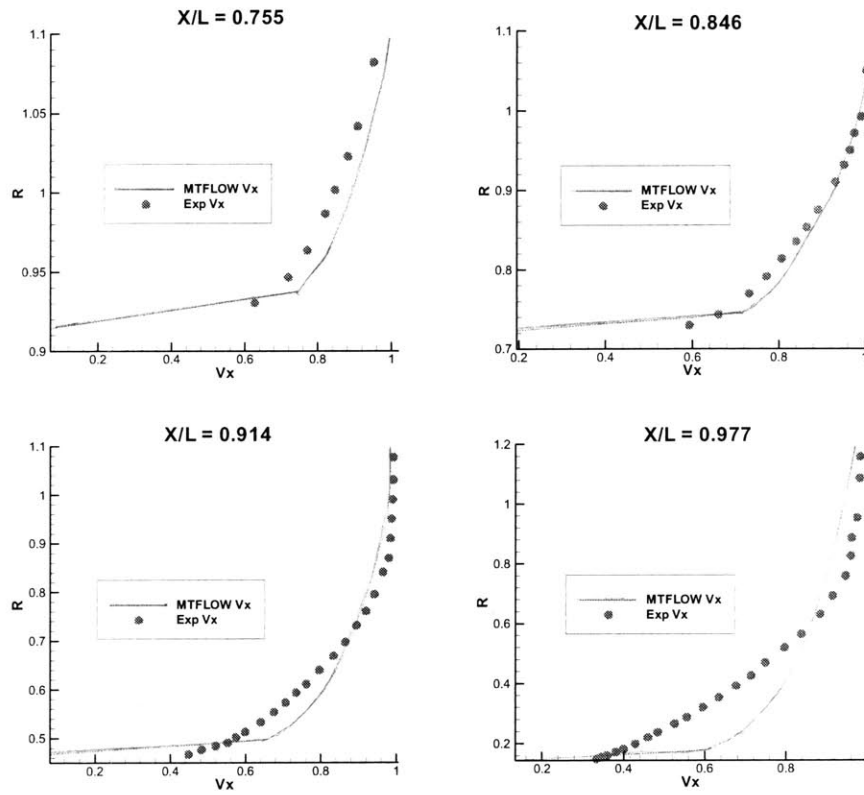 X/L = 0.755
1.1
1.05
1
0.95
0.9
R
MTFLOW Vx
Exp Vx
0.2
0.4
0.6
0.8
1
Vx
X/L = 0.846
1.1
1
0.9
0.8
0.7
R
MTFLOW Vx
Exp Vx
0.2
0.4
0.6
0.8
1
Vx
X/L = 0.914
1.1
1
0.9
0.8
0.7
0.6
0.5
R
MTFLOW Vx
Exp Vx
0.2
0.4
0.6
0.8
1
Vx
X/L = 0.977
1.2
1
0.8
0.6
0.4
0.2
R
MTFLOW Vx
Exp Vx
0.2
0.4
0.6
0.8
Vx